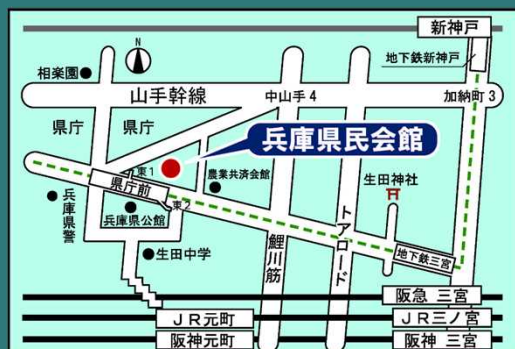 新神戸
地下鉄新神戸
N
相楽園
山手幹線
中山手4
加納町3
県庁
県庁
兵庫県民会館
東1
農業共済会館
生田神社
県庁前
東2
兵庫県警
兵庫県公館
生田中学
鯉川筋
トアロード
地下鉄三宮
阪急 三宮
JR元町
JR三ノ宮
阪神元町
阪神 三宮